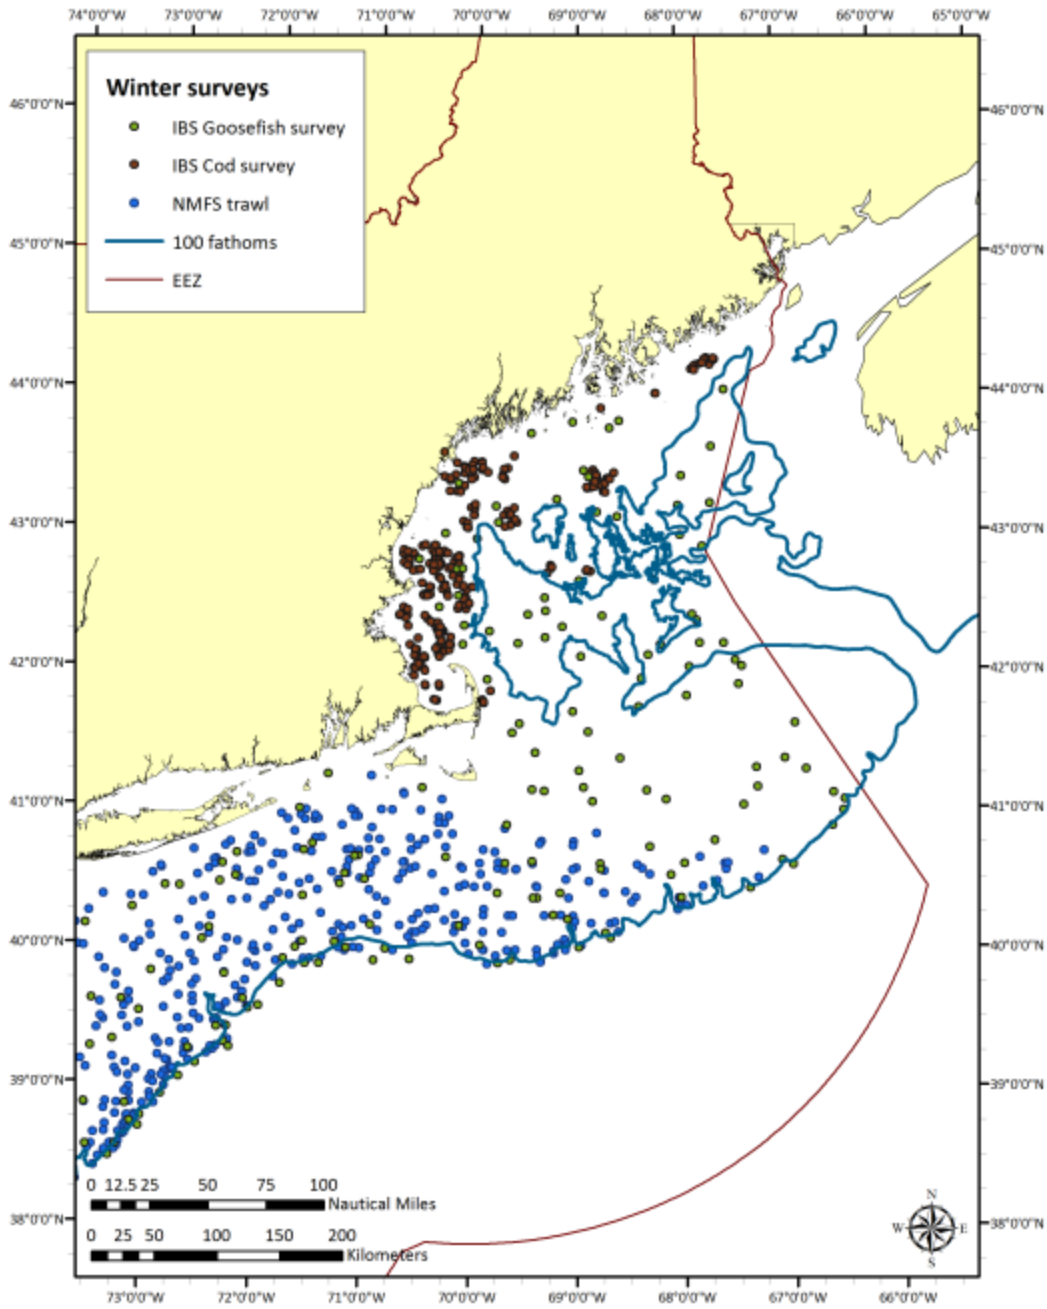 74°0'0"W 73°0'0"W 72°0'0"W 71°0'0"W 70°0'0"W 69°0'0"W 68°0'0"W 67°0'0"W 66°0'0"W 65°0'0"W
Winter surveys
IBS Goosefish survey
IBS Cod survey
NMFS trawl
100 fathoms
EEZ
46°0'0"N 46°0'0"N
45°0'0"N 45°0'0"N
44°0'0"N 44°0'0"N
43°0'0"N 43°0'0"N
42°0'0"N 42°0'0"N
41°0'0"N 41°0'0"N
40°0'0"N 40°0'0"N
39°0'0"N 39°0'0"N
38°0'0"N 38°0'0"N
0 12.5 25 50 75 100
Nautical Miles
0 25 50 100 150 200
Kilometers
N
W E
S
73°0'0"W 72°0'0"W 71°0'0"W 70°0'0"W 69°0'0"W 68°0'0"W 67°0'0"W 66°0'0"W